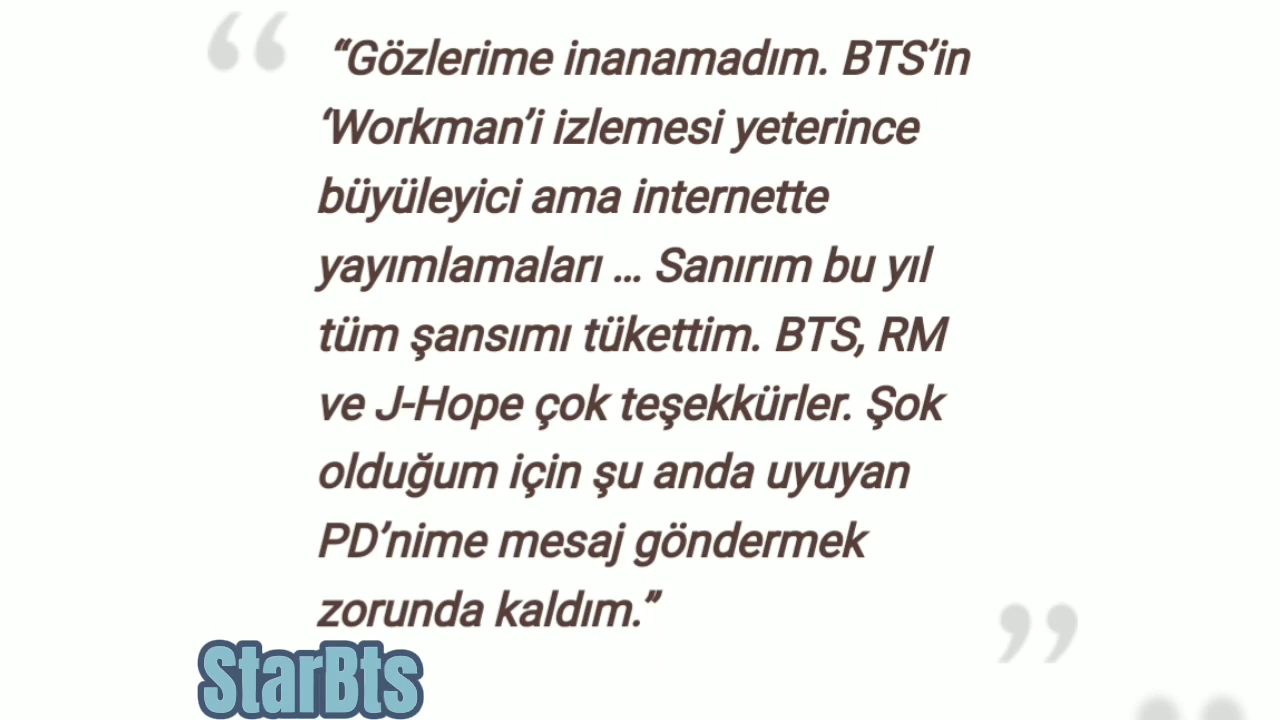 “Gözlerime inanamadım. BTS’in
‘Workman’i izlemesi yeterince
büyüleyici ama internette
yayımlamaları … Sanırım bu yıl
tüm şansımı tükettim. BTS, RM
ve J-Hope çok teşekkürler. Şok
olduğum için şu anda uyuyan
PD’nime mesaj göndermek
zorunda kaldım.”
StarBts